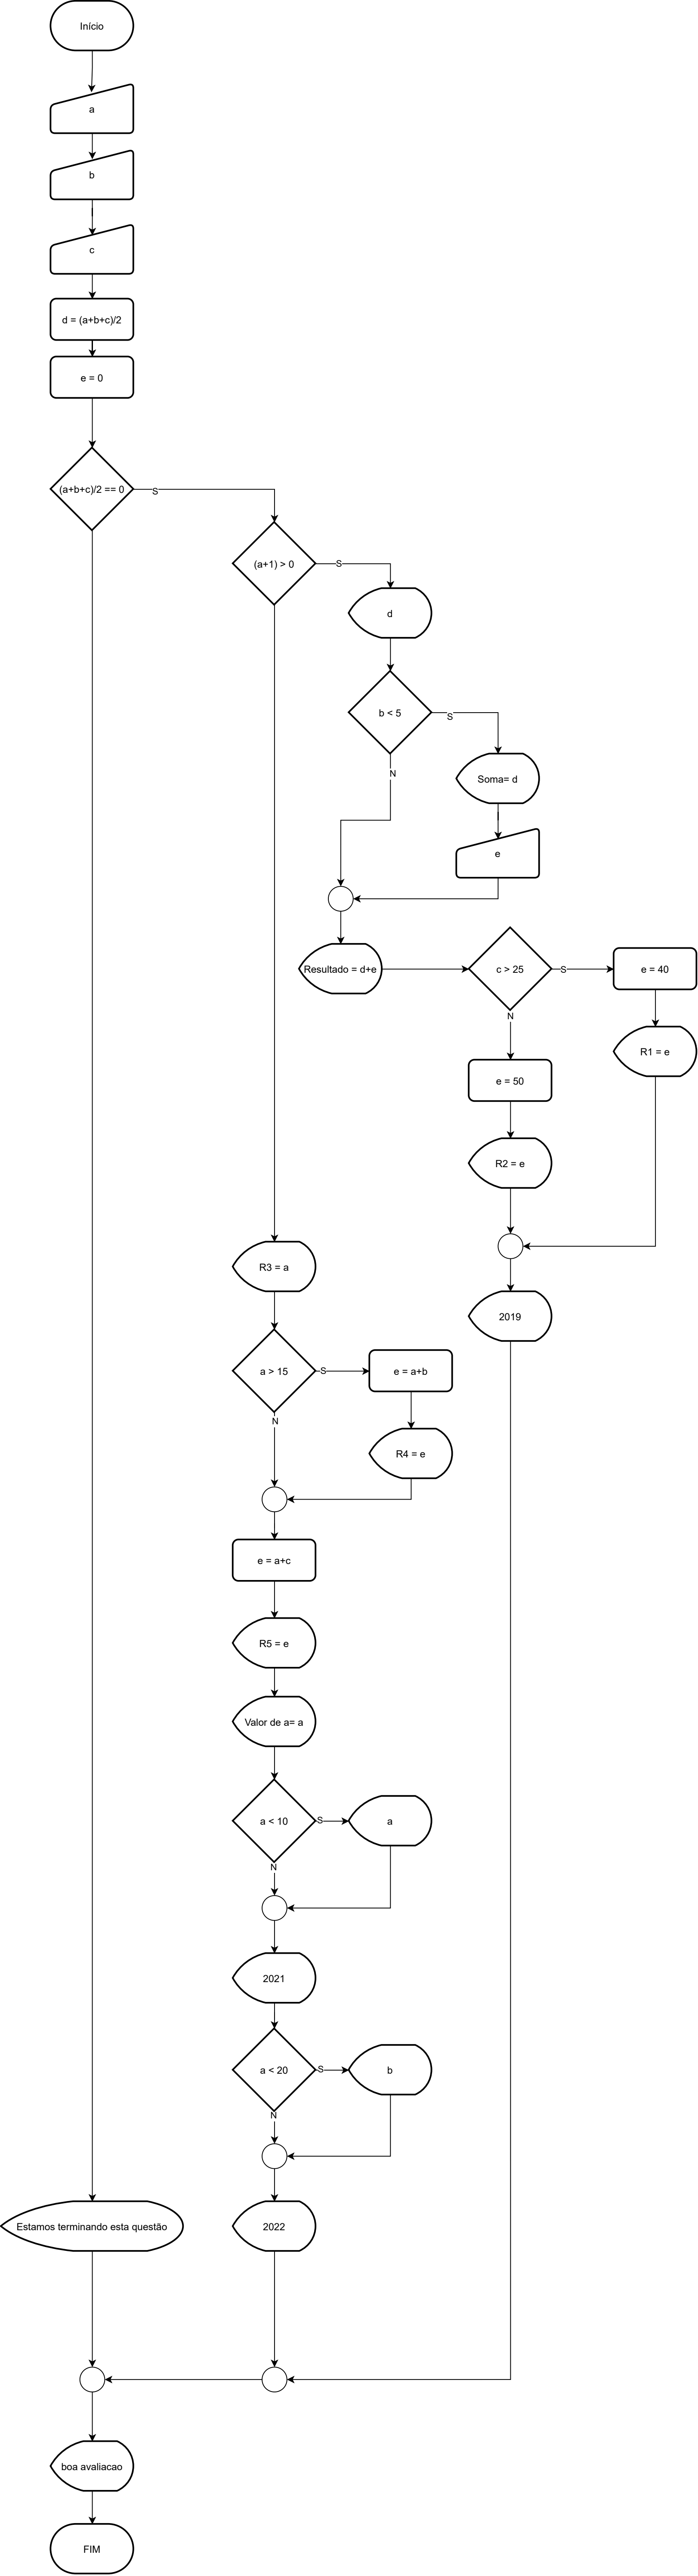 Início
a
b
c
d = (a+b+c)/2
e = 0
(a+b+c)/2 == 0
S
(a+1) > 0
S
d
b < 5
S
N
Soma= d
e
Resultado = d+e
c > 25
S
e = 40
N
R1 = e
e = 50
R2 = e
R3 = a
2019
a > 15
S
e = a+b
N
R4 = e
e = a+c
R5 = e
Valor de a= a
a < 10
S
a
N
2021
a < 20
S
b
N
Estamos terminando esta questão
2022
boa avaliacao
FIM